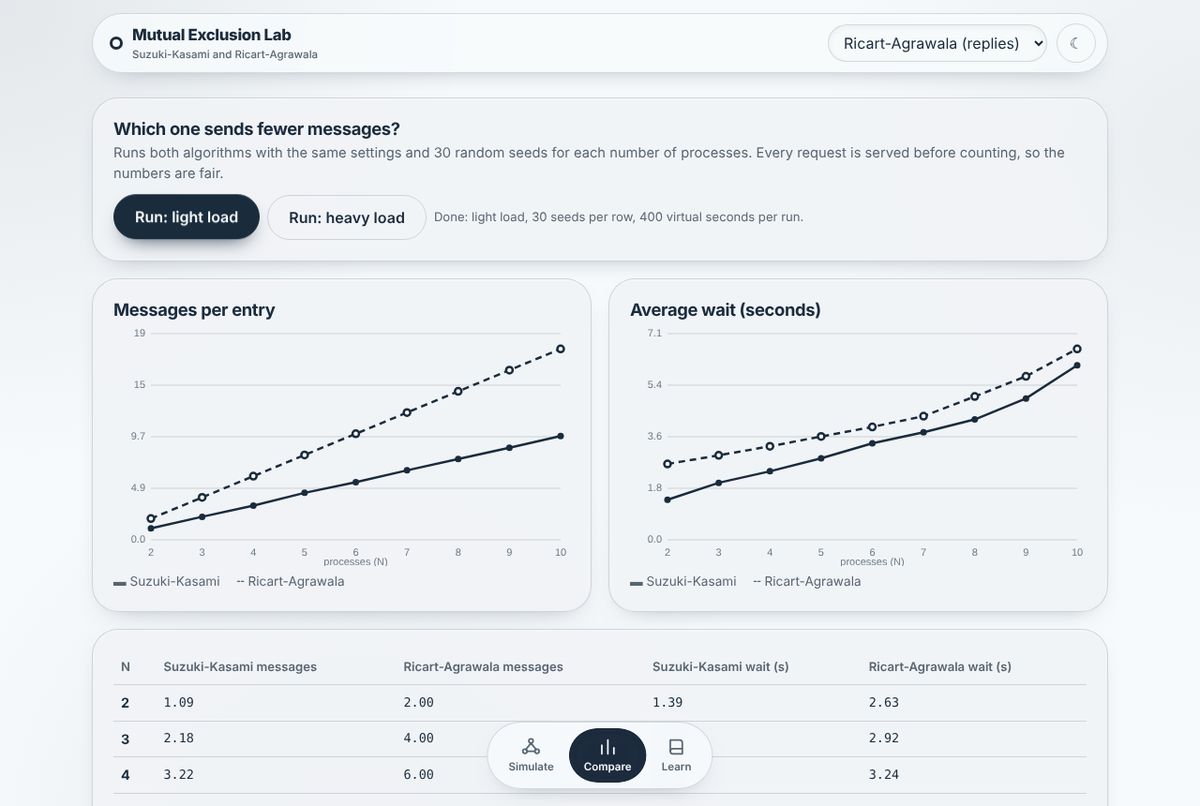 Mutual Exclusion Lab
Suzuki-Kasami and Ricart-Agrawala
Ricart-Agrawala (replies)
Which one sends fewer messages?
Runs both algorithms with the same settings and 30 random seeds for each number of processes. Every request is served before counting, so the
numbers are fair.
Run: light load
Run: heavy load
Done: light load, 30 seeds per row, 400 virtual seconds per run.
Messages per entry
19
15
9.7
4.9
0.0
2 3 4 5 6 7 8 9 10
processes (N)
Suzuki-Kasami -- Ricart-Agrawala
Average wait (seconds)
7.1
5.4
3.6
1.8
0.0
2 3 4 5 6 7 8 9 10
processes (N)
Suzuki-Kasami -- Ricart-Agrawala
N Suzuki-Kasami messages Ricart-Agrawala messages Suzuki-Kasami wait (s) Ricart-Agrawala wait (s)
2 1.09 2.00 1.39 2.63
3 2.18 4.00 2.92
4 3.22 6.00 3.24
Simulate Compare Learn